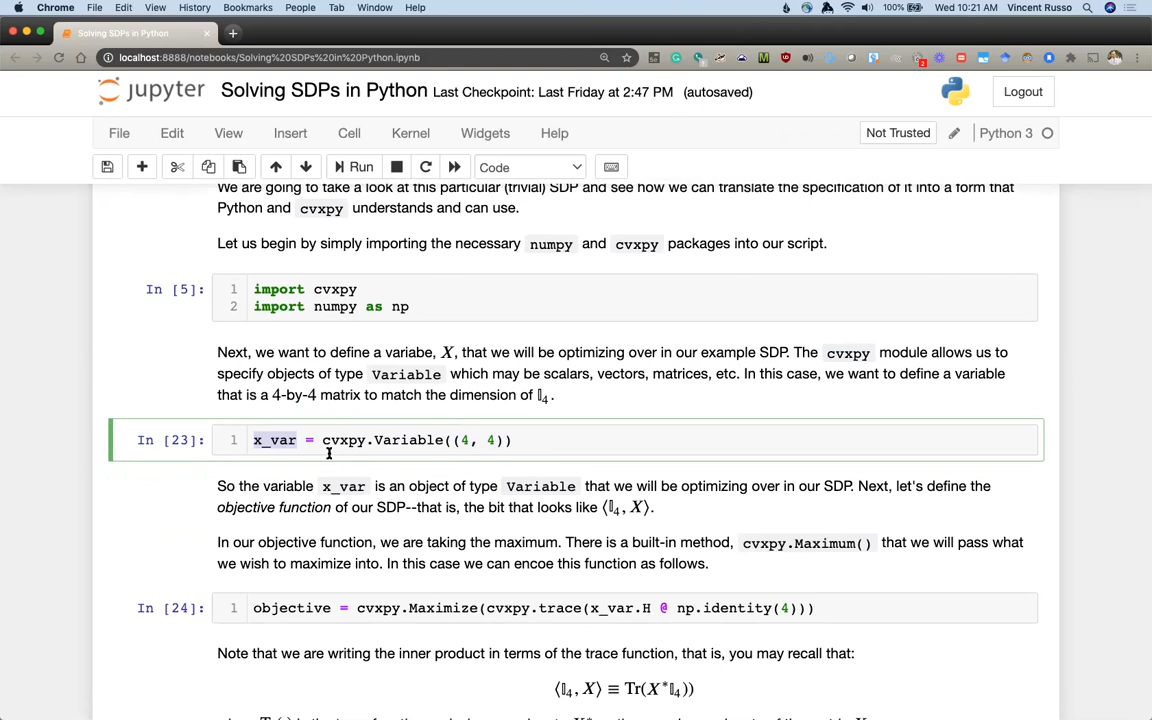 Chrome File Edit View History Bookmarks People Tab Window Help 100% Wed 10:21 AM Vincent Russo
Solving SDPs in Python
localhost:8888/notebooks/Solving%20SDPs%20in%20Python.ipynb
jupyter Solving SDPs in Python Last Checkpoint: Last Friday at 2:47 PM (autosaved) Logout
File Edit View Insert Cell Kernel Widgets Help Not Trusted Python 3
Run Code
We are going to take a look at this particular (trivial) SDP and see how we can translate the specification of it into a form that
Python and cvxpy understands and can use.
Let us begin by simply importing the necessary numpy and cvxpy packages into our script.
In [5]: 1 import cvxpy
2 import numpy as np
Next, we want to define a variabe, X, that we will be optimizing over in our example SDP. The cvxpy module allows us to
specify objects of type Variable which may be scalars, vectors, matrices, etc. In this case, we want to define a variable
that is a 4-by-4 matrix to match the dimension of 𝕀₄.
In [23]: 1 x_var = cvxpy.Variable((4, 4))
So the variable x_var is an object of type Variable that we will be optimizing over in our SDP. Next, let's define the
objective function of our SDP--that is, the bit that looks like ⟨𝕀₄, X⟩.
In our objective function, we are taking the maximum. There is a built-in method, cvxpy.Maximum() that we will pass what
we wish to maximize into. In this case we can encoe this function as follows.
In [24]: 1 objective = cvxpy.Maximize(cvxpy.trace(x_var.H @ np.identity(4)))
Note that we are writing the inner product in terms of the trace function, that is, you may recall that:
⟨𝕀₄, X⟩ ≡ Tr(X*𝕀₄))